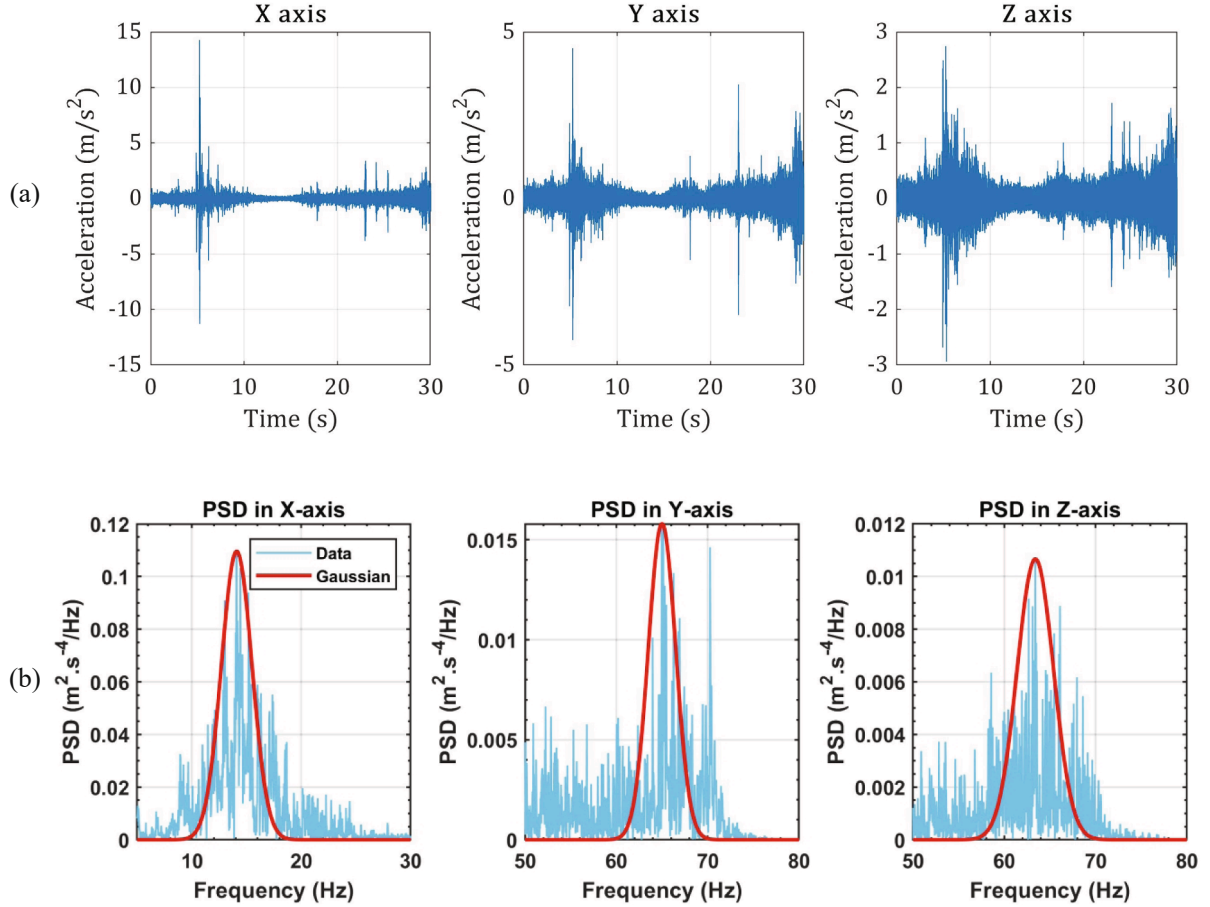 X axis
Y axis
Z axis
(a)
Acceleration (m/s²)
15
10
5
0
-5
-10
-15
0
10
20
30
Time (s)
Acceleration (m/s²)
5
0
-5
0
10
20
30
Time (s)
Acceleration (m/s²)
3
2
1
0
-1
-2
-3
0
10
20
30
Time (s)
(b)
PSD in X-axis
PSD (m².s⁻⁴/Hz)
0.12
0.1
0.08
0.06
0.04
0.02
0
Data
Gaussian
10
20
30
Frequency (Hz)
PSD in Y-axis
PSD (m².s⁻⁴/Hz)
0.015
0.01
0.005
0
50
60
70
80
Frequency (Hz)
PSD in Z-axis
PSD (m².s⁻⁴/Hz)
0.012
0.01
0.008
0.006
0.004
0.002
0
50
60
70
80
Frequency (Hz)